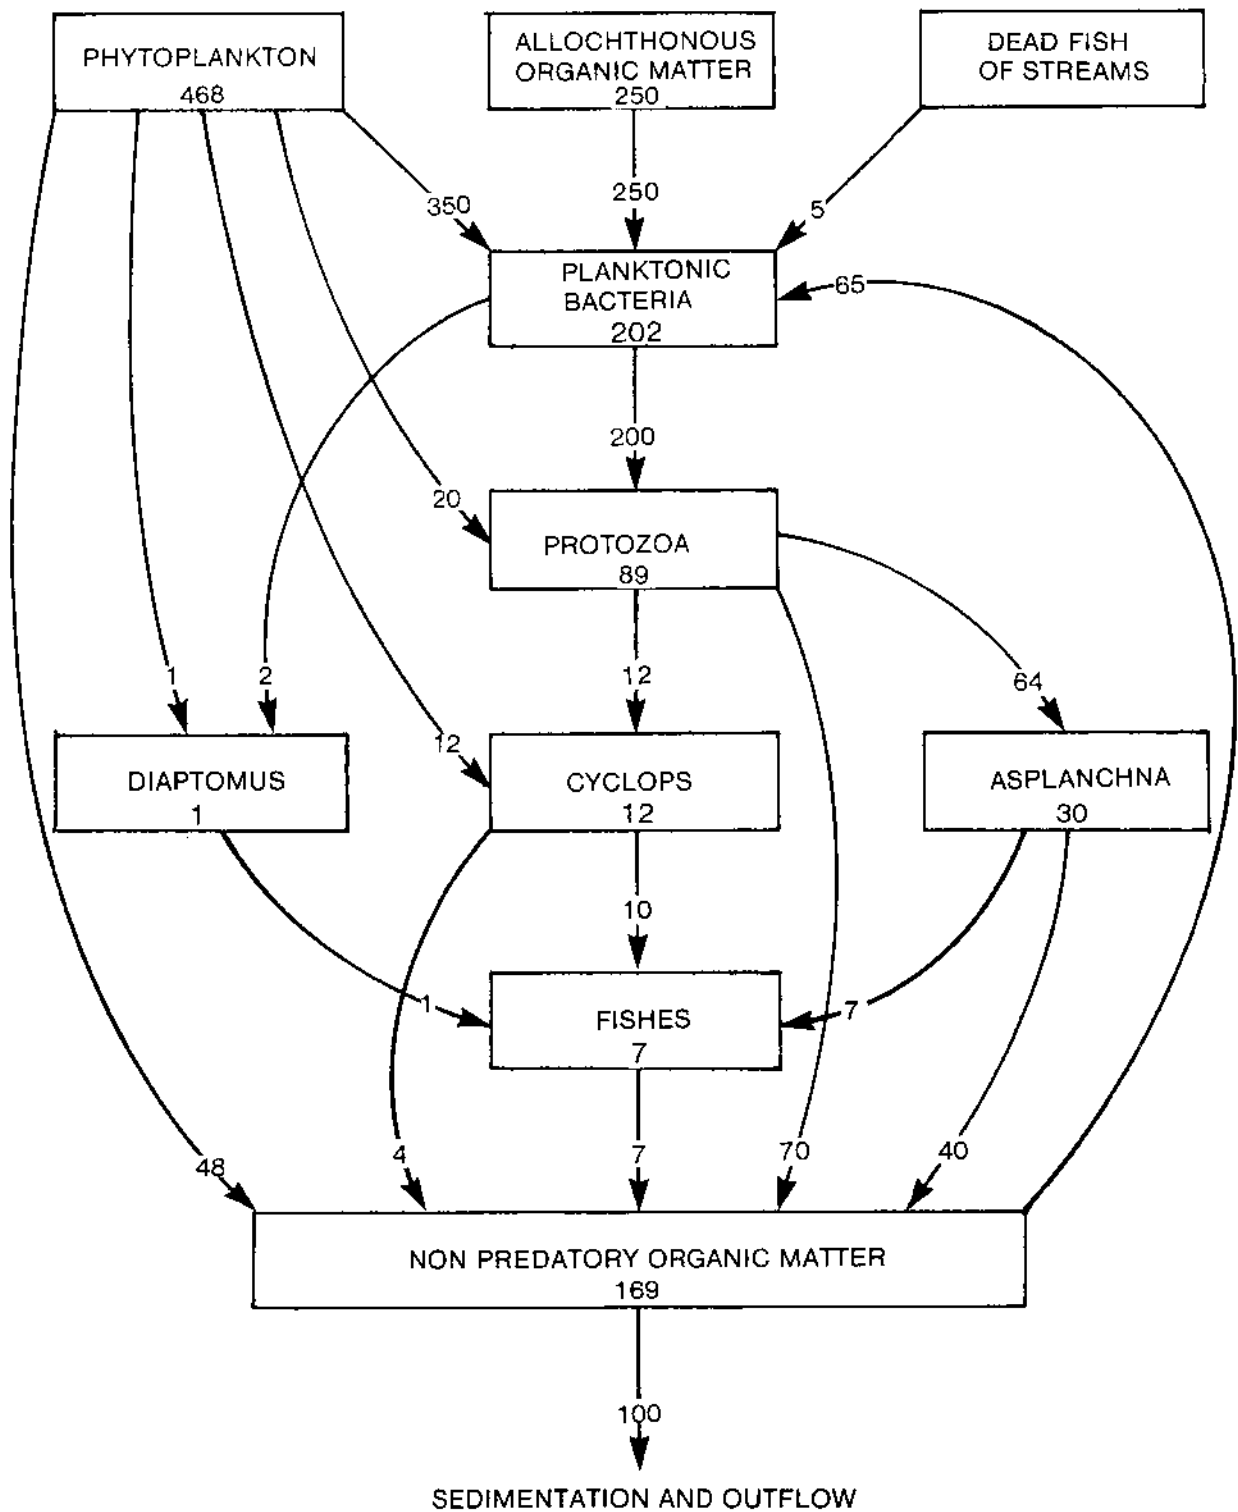 PHYTOPLANKTON
468
ALLOCHTHONOUS
ORGANIC MATTER
250
DEAD FISH
OF STREAMS
350
250
5
PLANKTONIC
BACTERIA
202
65
200
20
PROTOZOA
89
1
2
12
64
12
DIAPTOMUS
1
CYCLOPS
12
ASPLANCHNA
30
10
1
7
FISHES
7
48
4
7
70
40
NON PREDATORY ORGANIC MATTER
169
100
SEDIMENTATION AND OUTFLOW